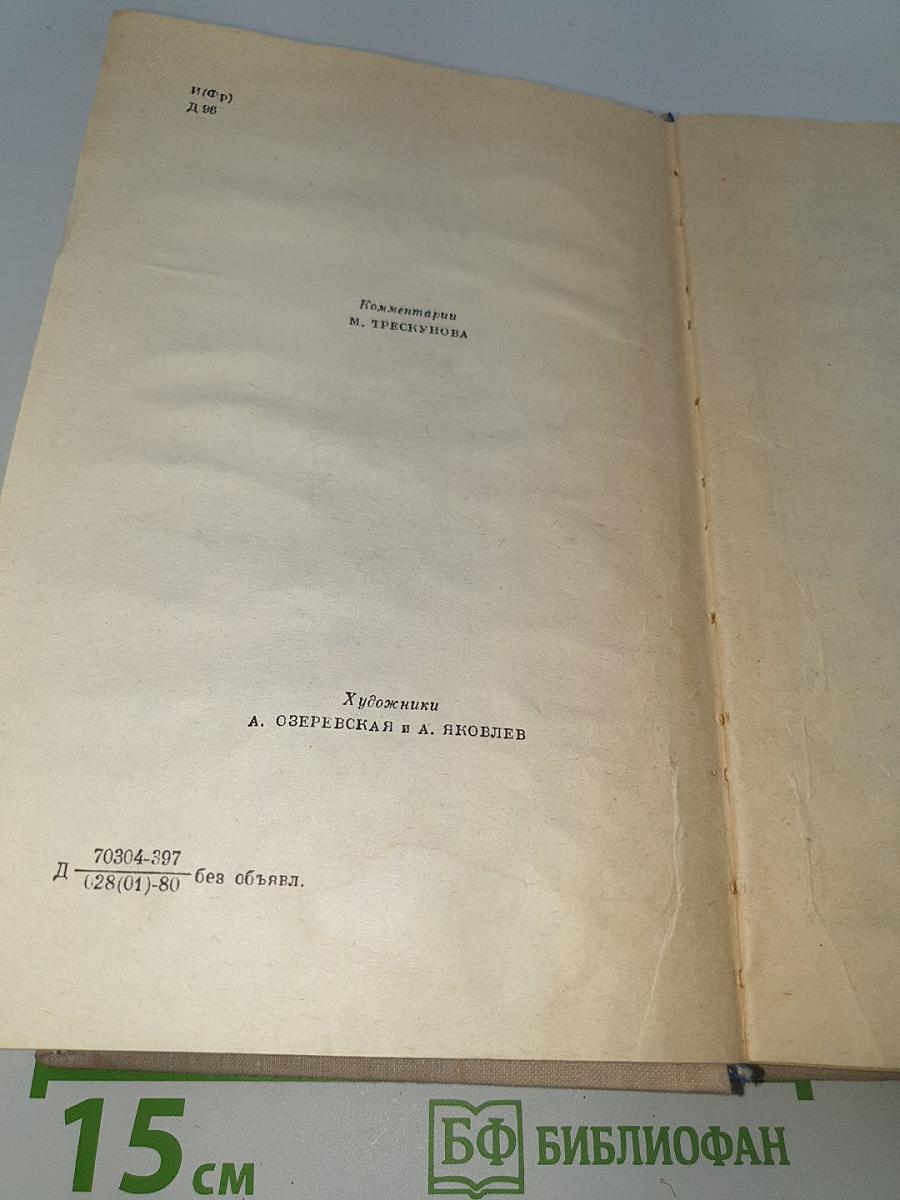 И(Фр)
Д 96
Комментарии
М. ТРЕСКУНОВА
Художники
А. ОЗЕРЕВСКАЯ и А. ЯКОВЛЕВ
Д 70304-397
028(01)-80 без объявл.
15 см
БФ БИБЛИОФАН